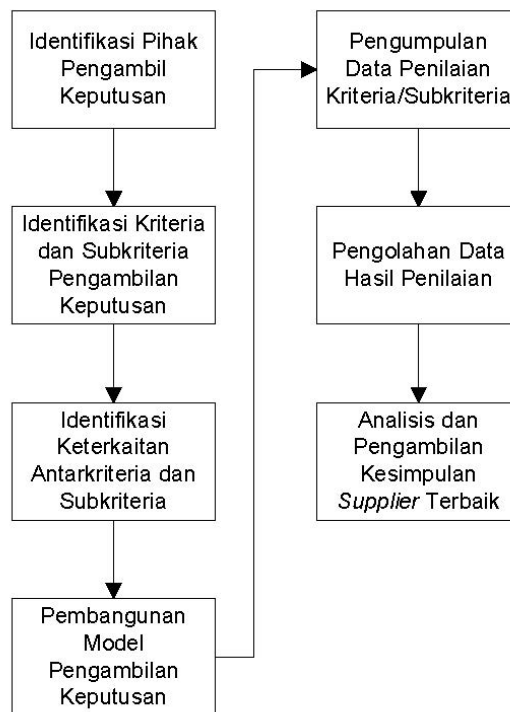 Identifikasi Pihak
Pengambil
Keputusan
Identifikasi Kriteria
dan Subkriteria
Pengambilan
Keputusan
Identifikasi
Keterkaitan
Antarkriteria dan
Subkriteria
Pembangunan
Model
Pengambilan
Keputusan
Pengumpulan
Data Penilaian
Kriteria/Subkriteria
Pengolahan Data
Hasil Penilaian
Analisis dan
Pengambilan
Kesimpulan
Supplier Terbaik